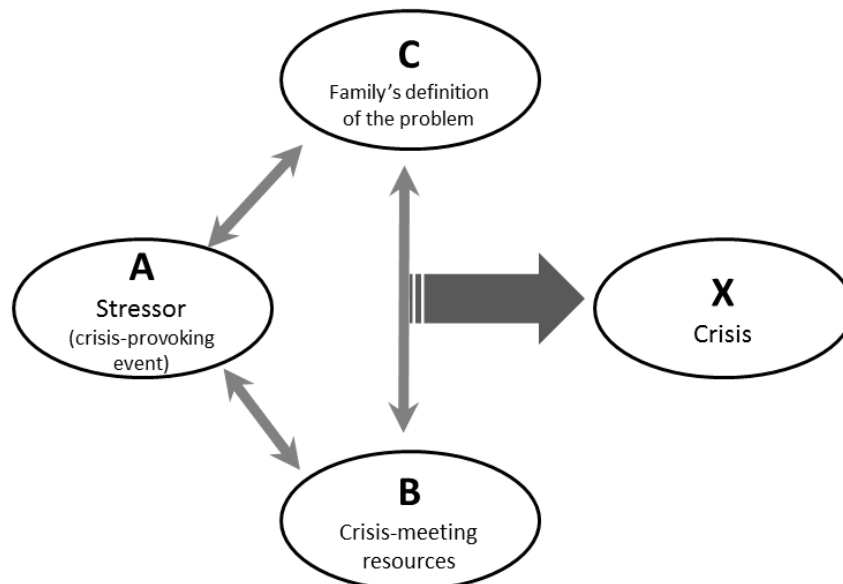 C
Family’s definition
of the problem
A
Stressor
(crisis-provoking
event)
X
Crisis
B
Crisis-meeting
resources